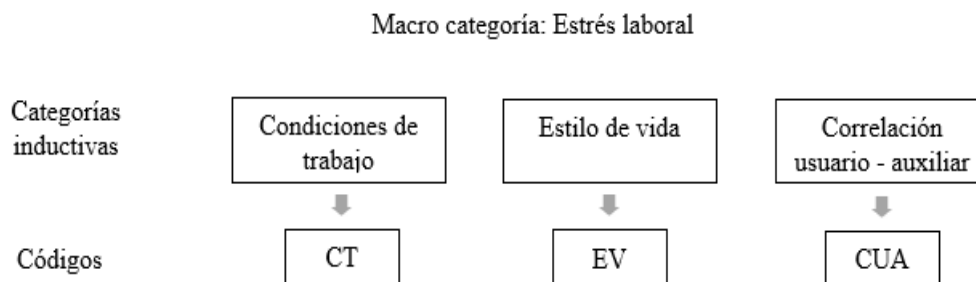 Macro categoría: Estrés laboral
Categorías
inductivas
Condiciones de
trabajo
Estilo de vida
Correlación
usuario - auxiliar
Códigos
CT
EV
CUA